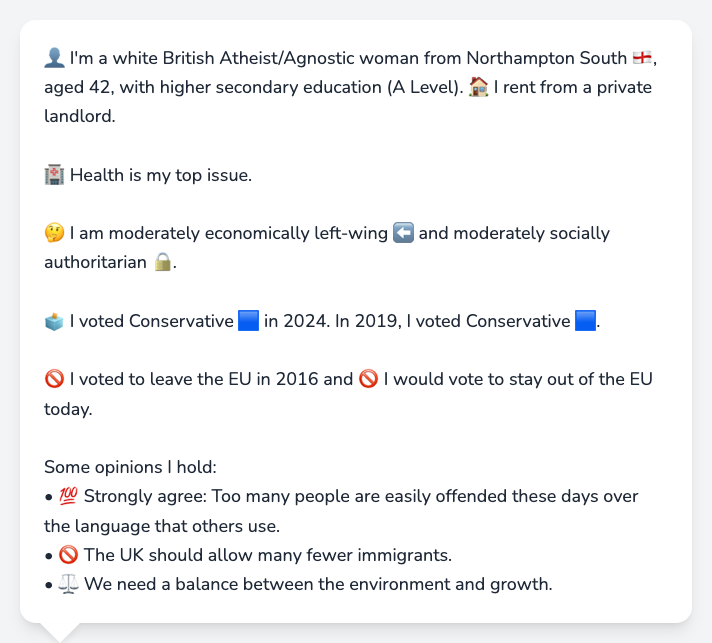 👤 I'm a white British Atheist/Agnostic woman from Northampton South 🏴󠁧󠁢󠁥󠁮󠁧󠁿,
aged 42, with higher secondary education (A Level). 🏠 I rent from a private
landlord.
🏥 Health is my top issue.
🤔 I am moderately economically left-wing ⬅️ and moderately socially
authoritarian 🔒.
🗳️ I voted Conservative 🟦 in 2024. In 2019, I voted Conservative 🟦.
🚫 I voted to leave the EU in 2016 and 🚫 I would vote to stay out of the EU
today.
Some opinions I hold:
• 💯 Strongly agree: Too many people are easily offended these days over
the language that others use.
• 🚫 The UK should allow many fewer immigrants.
• ⚖️ We need a balance between the environment and growth.